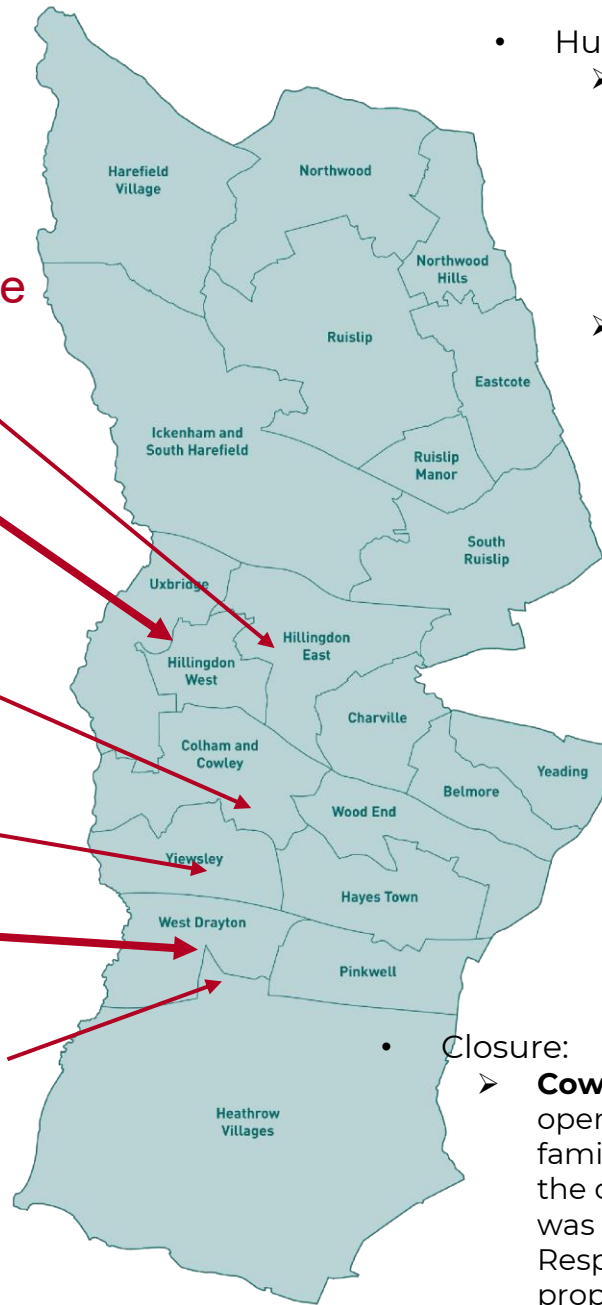 • Hu
➤
Harefield
Village
Northwood
Northwood
Hills
e
➤
Ruislip
Eastcote
Ickenham and
South Harefield
Ruislip
Manor
South
Ruislip
Uxbridge
Hillingdon
East
Hillingdon
West
Charville
Colham and
Cowley
Yeading
Belmore
Wood End
Yiewsley
Hayes Town
West Drayton
Pinkwell
• Closure:
➤ Cow
oper
fami
the c
was
Resp
prop
Heathrow
Villages